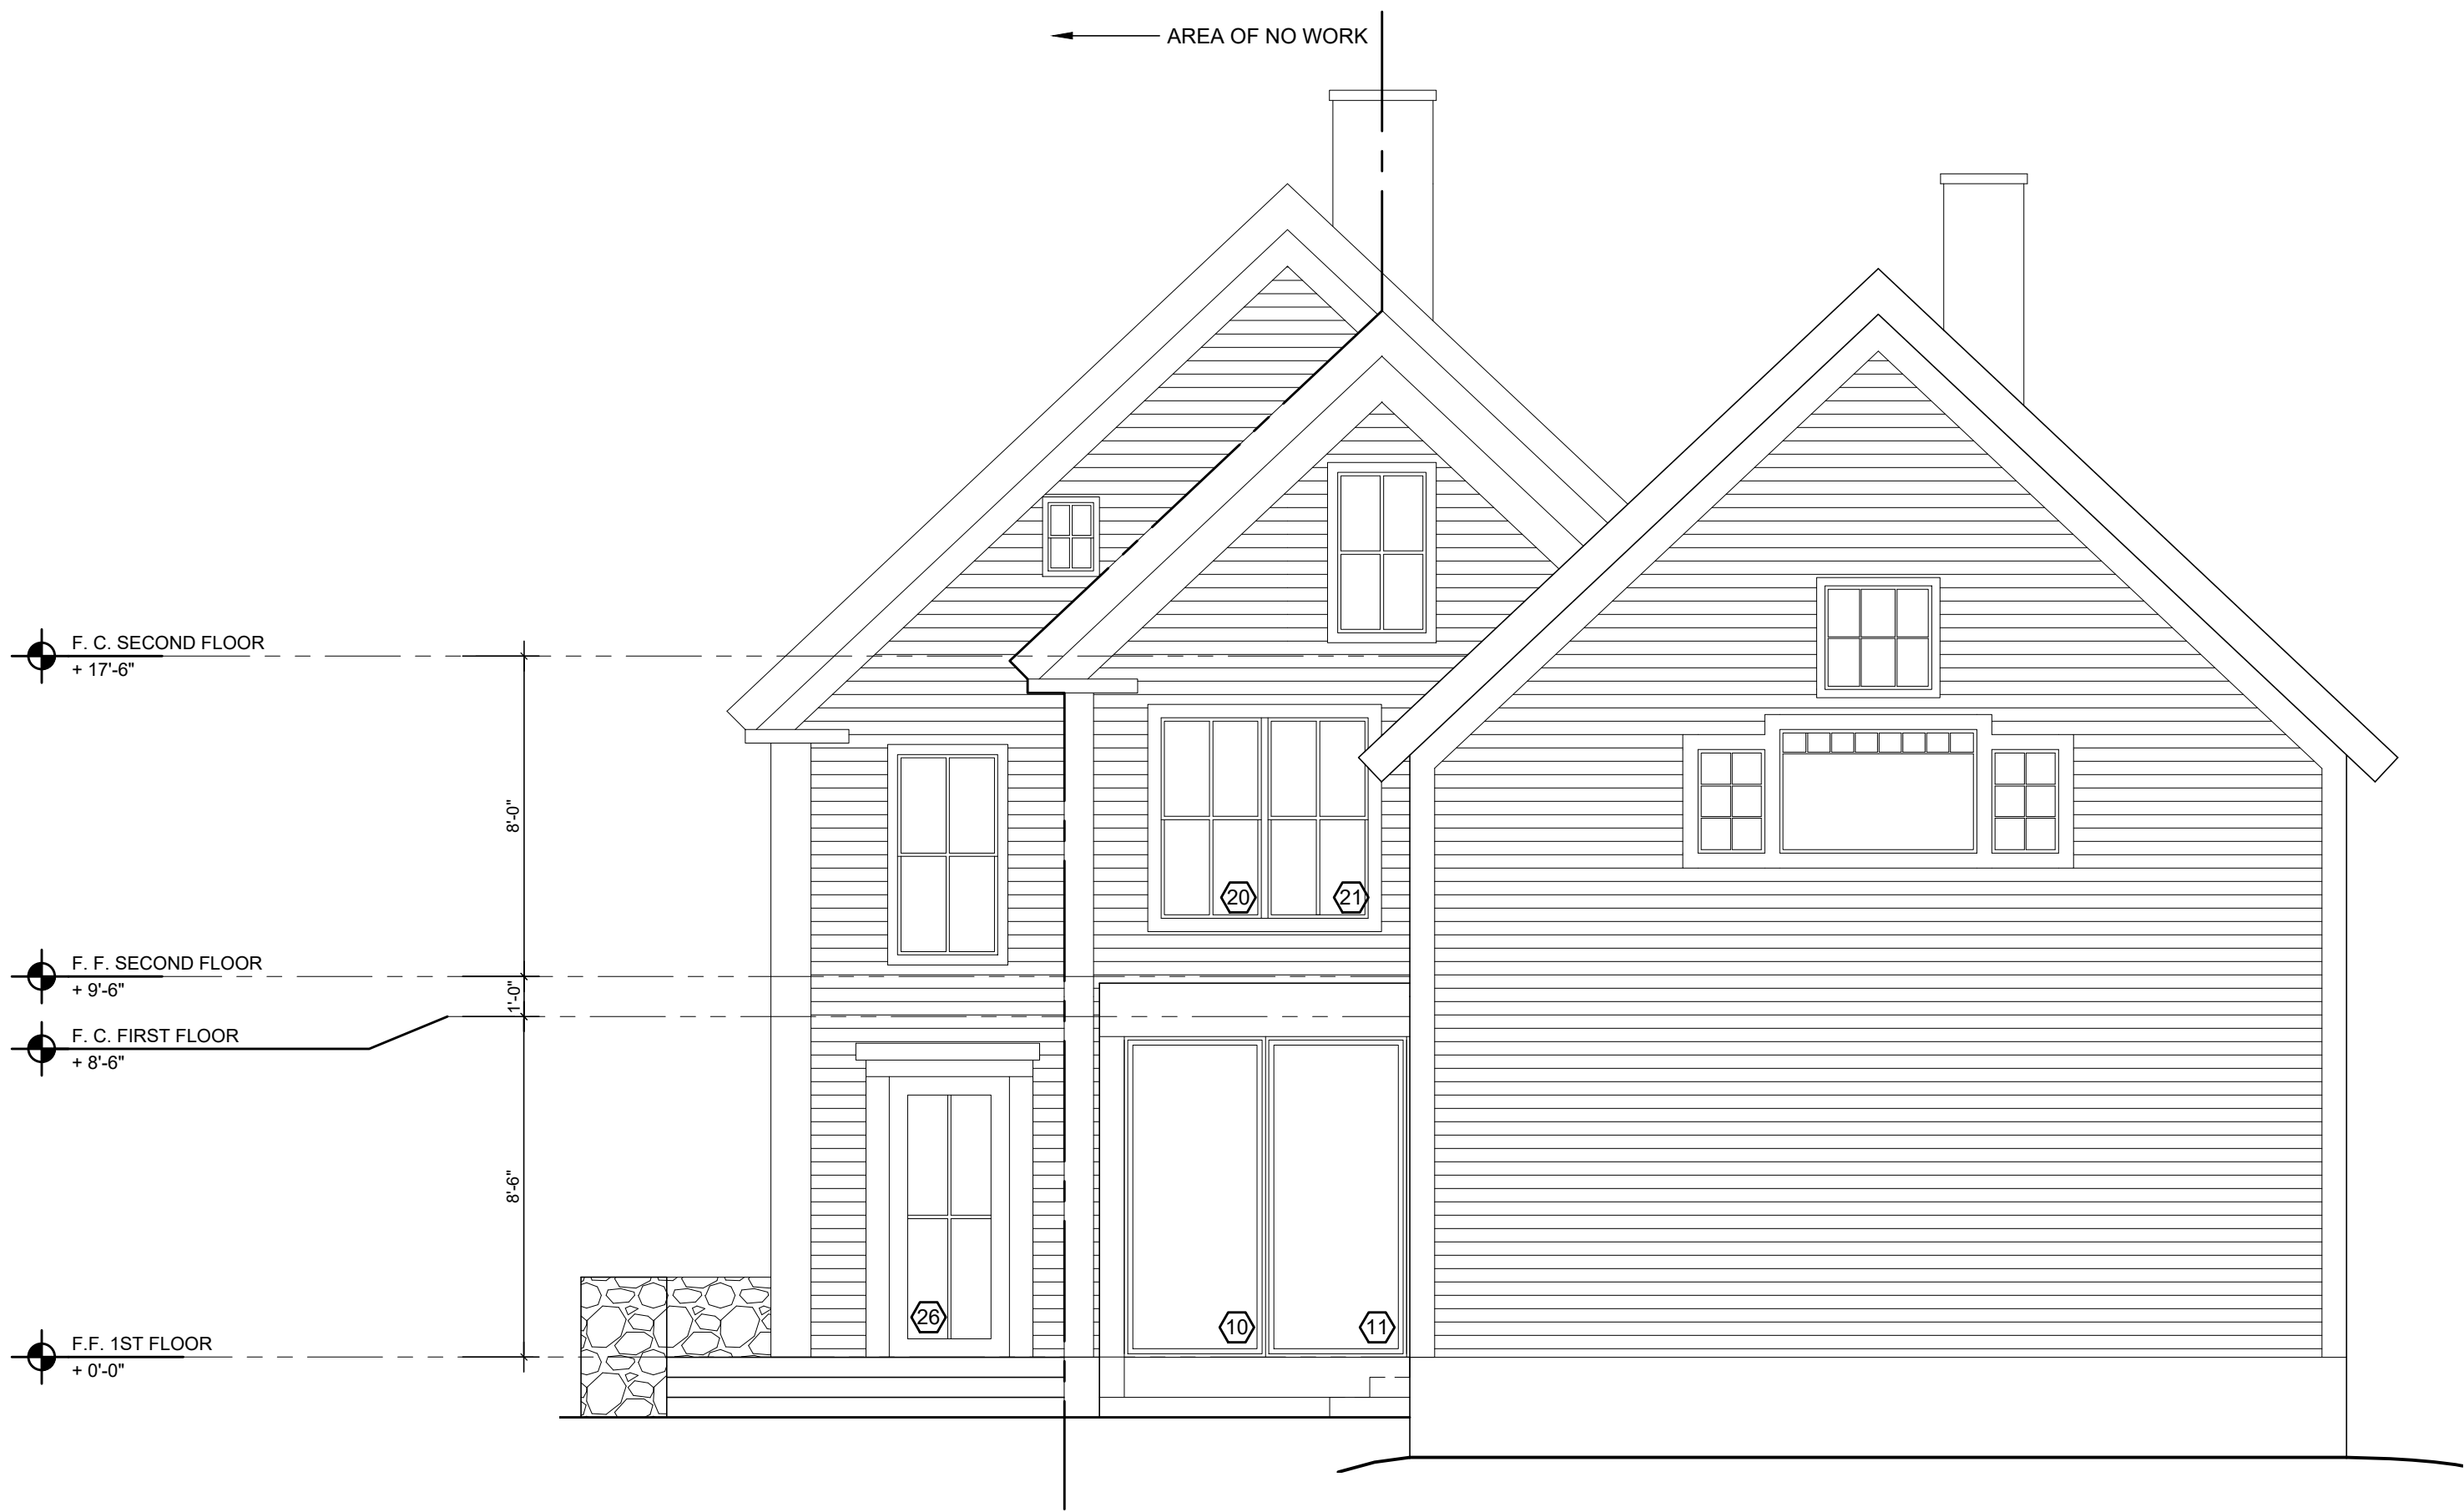 AREA OF NO WORK
F. C. SECOND FLOOR
+ 17'-6"
8'-0"
20
21
F. F. SECOND FLOOR
+ 9'-6"
1'-0"
F. C. FIRST FLOOR
+ 8'-6"
8'-6"
26
10
11
F.F. 1ST FLOOR
+ 0'-0"